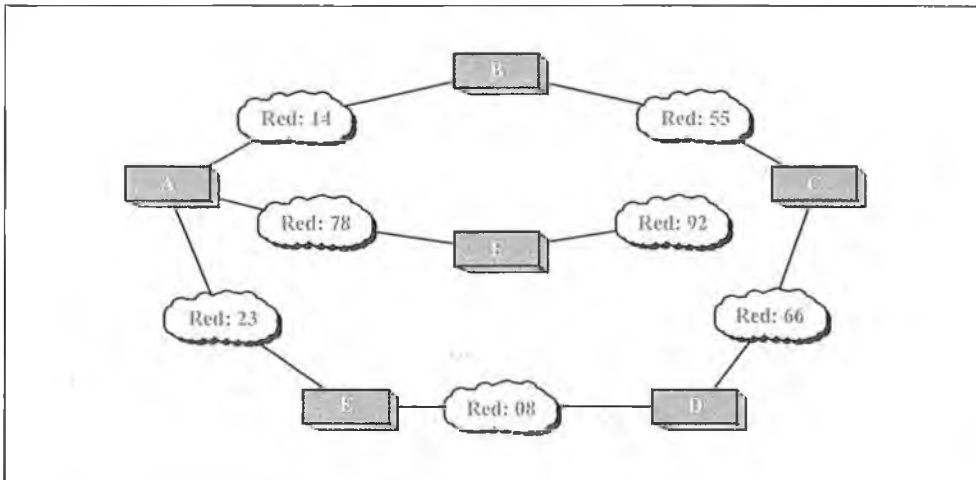 B
Red: 14
Red: 55
A
C
Red: 78
Red: 92
F
Red: 23
Red: 66
E
Red: 08
D